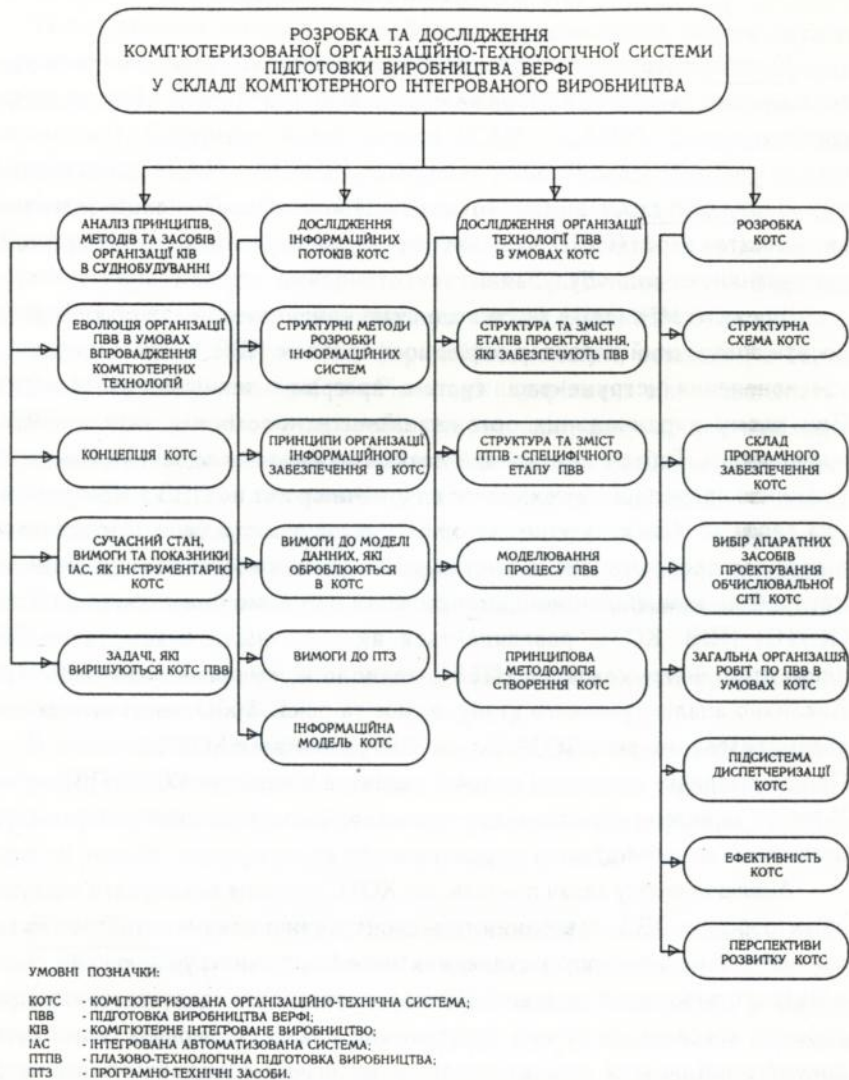 РОЗРОБКА ТА ДОСЛІДЖЕННЯ
КОМП'ЮТЕРИЗОВАНОЇ ОРГАНІЗАЦІЙНО-ТЕХНОЛОГІЧНОЇ СИСТЕМИ
ПІДГОТОВКИ ВИРОБНИЦТВА ВЕРФІ
У СКЛАДІ КОМП'ЮТЕРНОГО ІНТЕГРОВАНОГО ВИРОБНИЦТВА
АНАЛІЗ ПРИНЦИПІВ,
МЕТОДІВ ТА ЗАСОБІВ
ОРГАНІЗАЦІЇ КІВ
В СУДНОБУДУВАННІ
ЕВОЛЮЦІЯ ОРГАНІЗАЦІЇ
ПВВ В УМОВАХ
ВПРОВАДЖЕННЯ
КОМП'ЮТЕРНИХ
ТЕХНОЛОГІЙ
КОНЦЕПЦІЯ КОТС
СУЧАСНИЙ СТАН,
ВИМОГИ ТА ПОКАЗНИКИ
ІАС, ЯК ІНСТРУМЕНТАРІЮ
КОТС
ЗАДАЧІ, ЯКІ
ВИРІШУЮТЬСЯ КОТС ПВВ
ДОСЛІДЖЕННЯ
ІНФОРМАЦІЙНИХ
ПОТОКІВ КОТС
СТРУКТУРНІ МЕТОДИ
РОЗРОБКИ
ІНФОРМАЦІЙНИХ
СИСТЕМ
ПРИНЦИПИ ОРГАНІЗАЦІЇ
ІНФОРМАЦІЙНОГО
ЗАБЕЗПЕЧЕННЯ В КОТС
ВИМОГИ ДО МОДЕЛІ
ДАННИХ, ЯКІ
ОБРОБЛЮЮТЬСЯ
В КОТС
ВИМОГИ ДО ПТЗ
ІНФОРМАЦІЙНА
МОДЕЛЬ КОТС
ДОСЛІДЖЕННЯ ОРГАНІЗАЦІЇ
ТЕХНОЛОГІЇ ПВВ
В УМОВАХ КОТС
СТРУКТУРА ТА ЗМІСТ
ЕТАПІВ ПРОЕКТУВАННЯ,
ЯКІ ЗАБЕЗПЕЧУЮТЬ ПВВ
СТРУКТУРА ТА ЗМІСТ
ПТПВ - СПЕЦИФІЧНОГО
ЕТАПУ ПВВ
МОДЕЛЮВАННЯ
ПРОЦЕСУ ПВВ
ПРИНЦИПОВА
МЕТОДОЛОГІЯ
СТВОРЕННЯ КОТС
РОЗРОБКА
КОТС
СТРУКТУРНА
СХЕМА КОТС
СКЛАД
ПРОГРАМНОГО
ЗАБЕЗПЕЧЕННЯ
КОТС
ВИБІР АПАРАТНИХ
ЗАСОБІВ
ПРОЕКТУВАННЯ
ОБЧИСЛЮВАЛЬНОЇ
СІТІ КОТС
ЗАГАЛЬНА ОРГАНІЗАЦІЯ
РОБІТ ПО ПВВ В
УМОВАХ КОТС
ПІДСИСТЕМА
ДИСПЕТЧЕРИЗАЦІЇ
КОТС
ЕФЕКТИВНІСТЬ
КОТС
ПЕРСПЕКТИВИ
РОЗВИТКУ КОТС
УМОВНІ ПОЗНАЧКИ:
КОТС - КОМП'ЮТЕРИЗОВАНА ОРГАНІЗАЦІЙНО-ТЕХНІЧНА СИСТЕМА;
ПВВ - ПІДГОТОВКА ВИРОБНИЦТВА ВЕРФІ;
КІВ - КОМП'ЮТЕРНЕ ІНТЕГРОВАНЕ ВИРОБНИЦТВО;
ІАС - ІНТЕГРОВАНА АВТОМАТИЗОВАНА СИСТЕМА;
ПТПВ - ПЛАЗОВО-ТЕХНОЛОГІЧНА ПІДГОТОВКА ВИРОБНИЦТВА;
ПТЗ - ПРОГРАМНО-ТЕХНІЧНІ ЗАСОБИ.